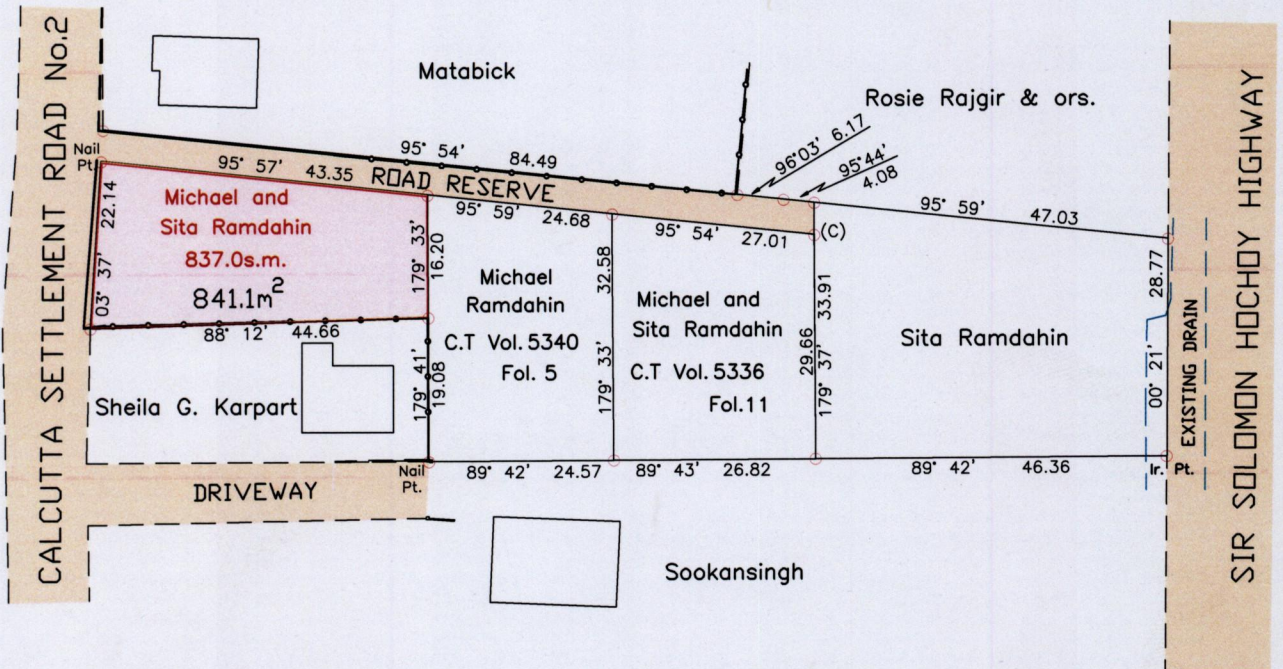 CALCUTTA SETTLEMENT ROAD No.2
Matabick
Rosie Rajgir & ors.
SIR SOLOMON HOCHOY HIGHWAY
Nail
Pt.
95° 54' 84.49
96°03' 6.17
95°44'
4.08
95° 57' 43.35
ROAD RESERVE
95° 59' 24.68
95° 54' 27.01
(C)
95° 59' 47.03
03° 37' 22.14
Michael and
Sita Ramdahin
837.0s.m.
841.1m²
179° 33' 16.20
88° 12' 44.66
Michael
Ramdahin
C.T Vol. 5340
Fol. 5
179° 33' 32.58
Michael and
Sita Ramdahin
C.T Vol. 5336
Fol.11
29.66
179° 37' 33.91
Sita Ramdahin
00° 21' 28.77
EXISTING DRAIN
Sheila G. Karpart
179° 41'
19.08
Nail
Pt.
89° 42' 24.57
89° 43' 26.82
89° 42' 46.36
Ir. Pt.
DRIVEWAY
Sookansingh